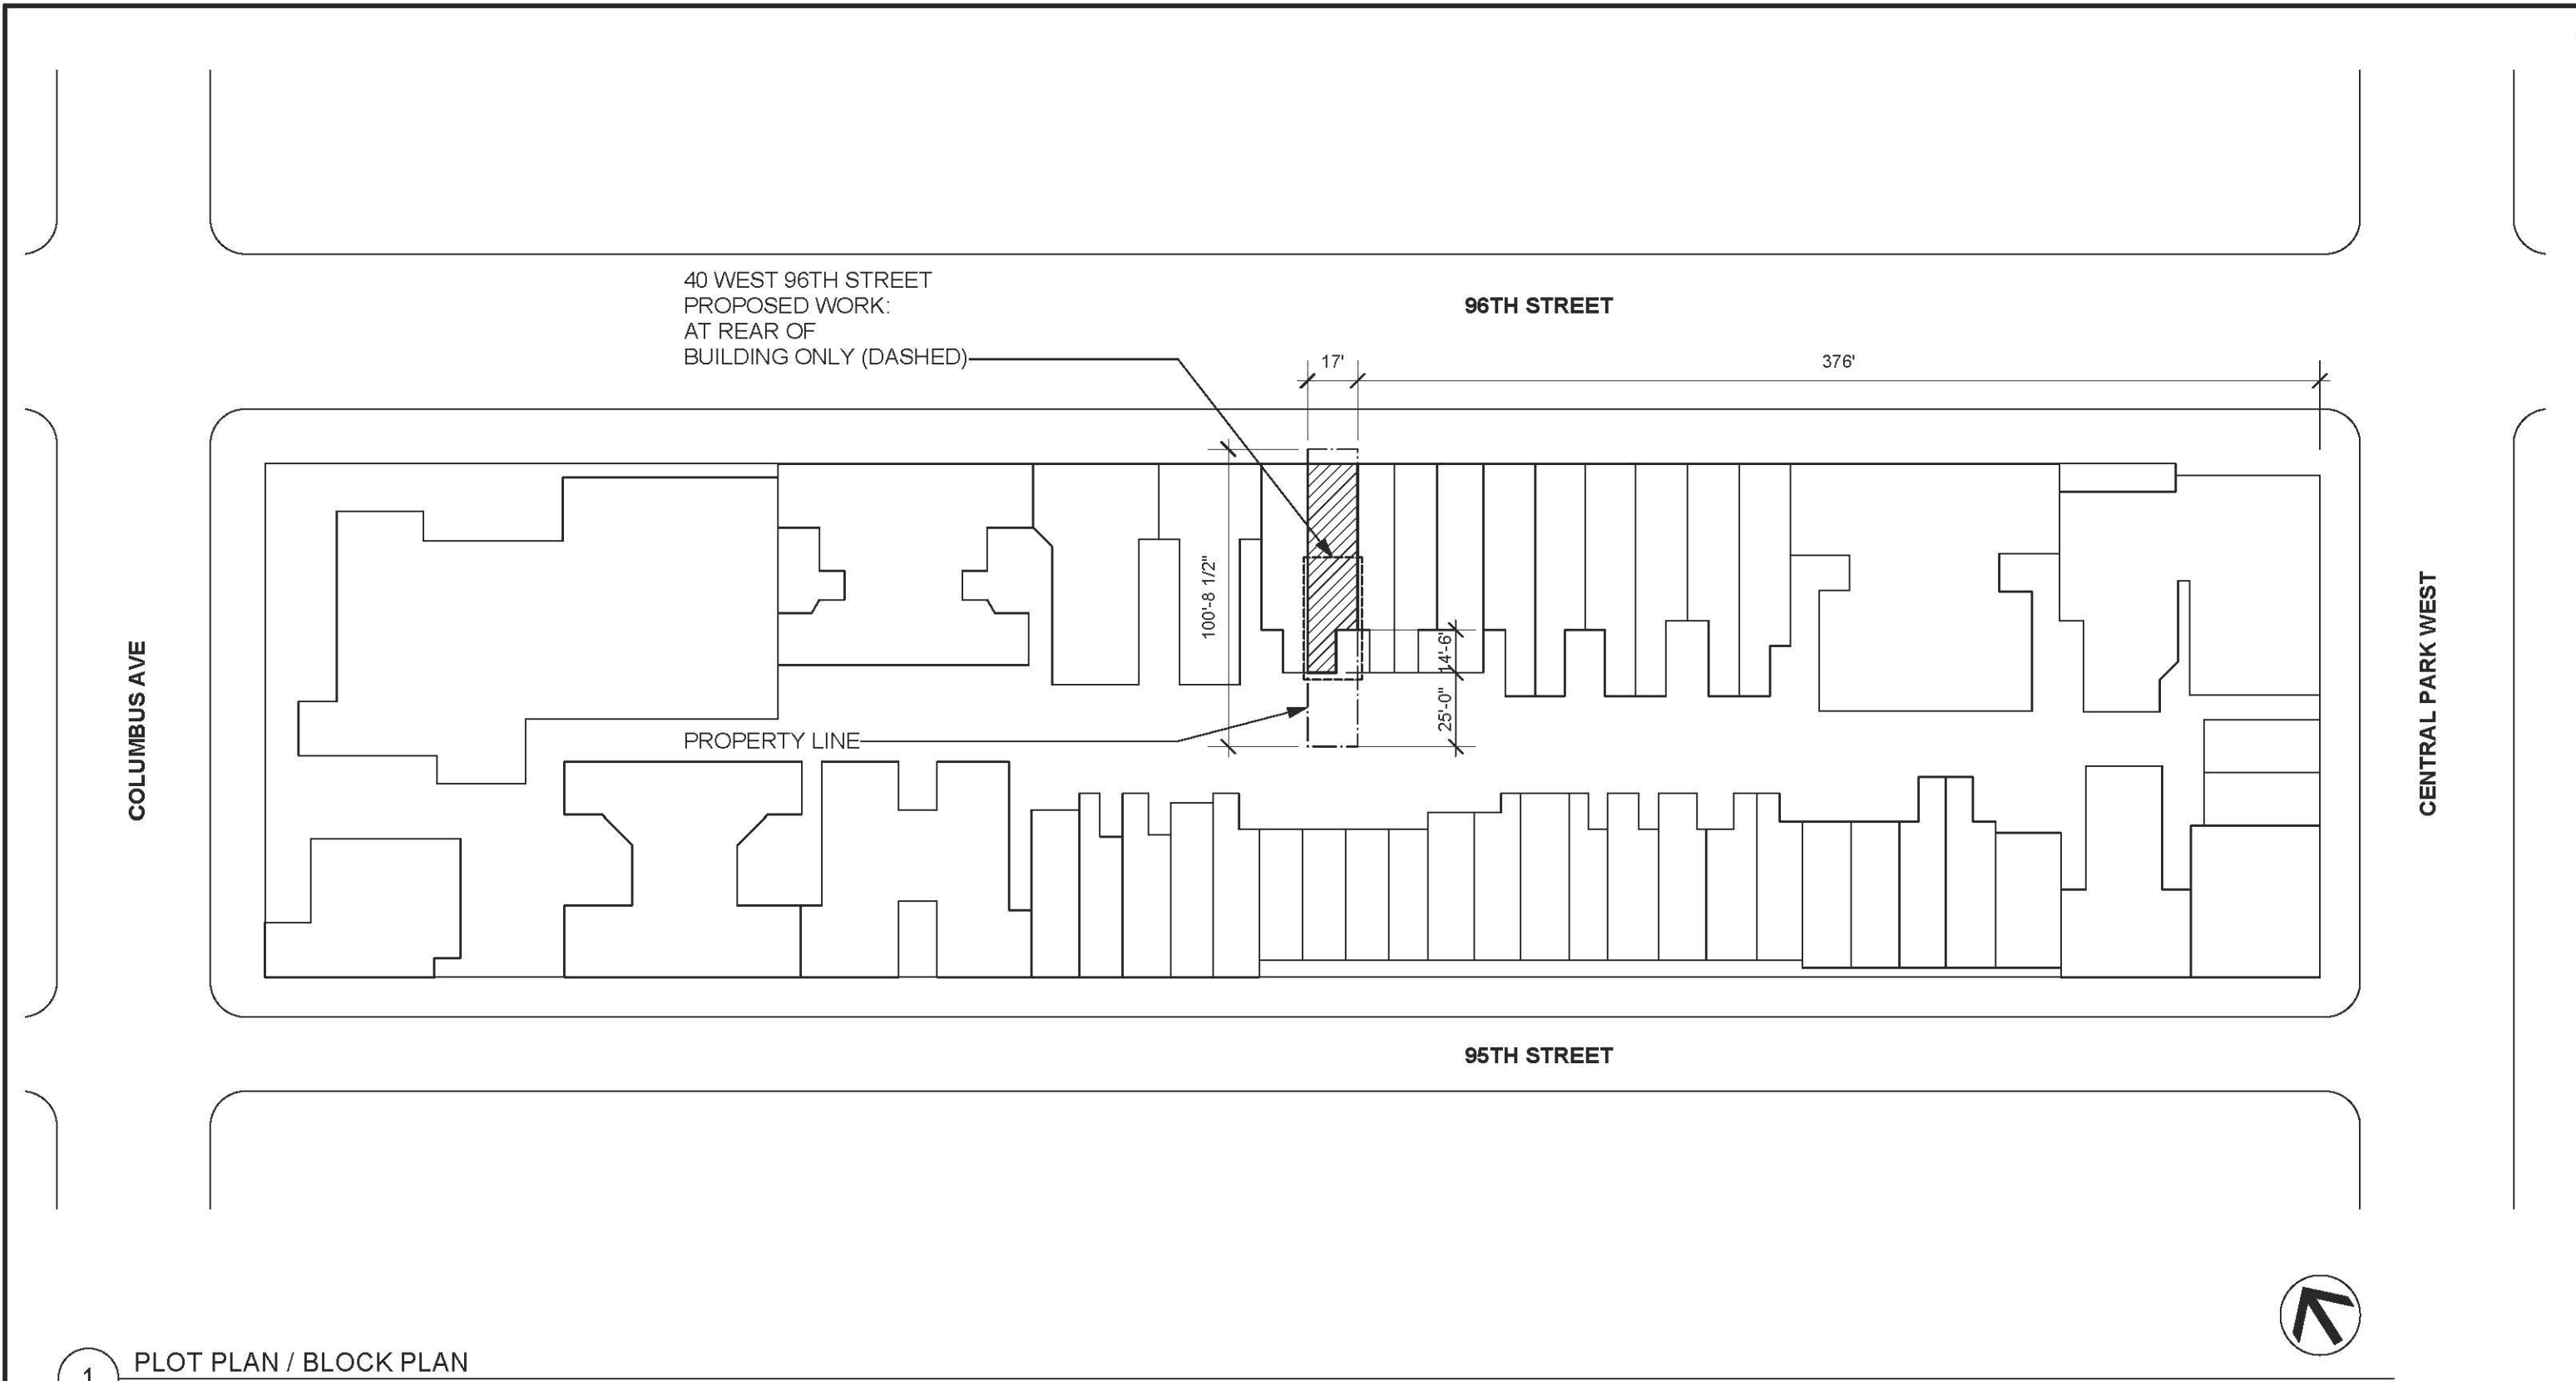 40 WEST 96TH STREET
PROPOSED WORK:
AT REAR OF
BUILDING ONLY (DASHED)
96TH STREET
17'
376'
100'-8 1/2"
14'-6"
25'-0"
PROPERTY LINE
COLUMBUS AVE
CENTRAL PARK WEST
95TH STREET
1
PLOT PLAN / BLOCK PLAN